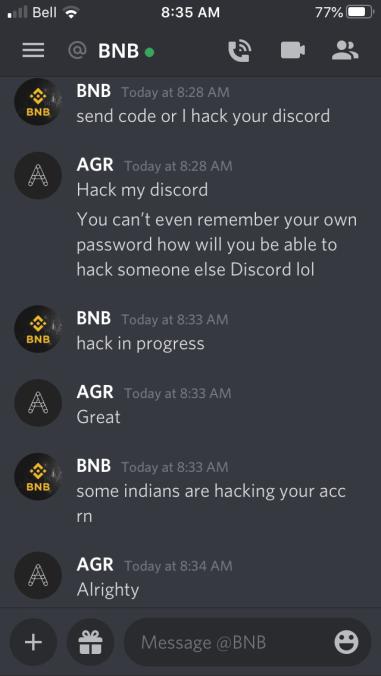 Bell 8:35 AM 77%
@ BNB
BNB Today at 8:28 AM
send code or I hack your discord
BNB
AGR Today at 8:28 AM
Hack my discord
You can't even remember your own
password how will you be able to
hack someone else Discord lol
BNB Today at 8:33 AM
hack in progress
BNB
AGR Today at 8:33 AM
Great
BNB Today at 8:33 AM
some indians are hacking your acc
rn
BNB
AGR Today at 8:34 AM
Alrighty
Message @BNB